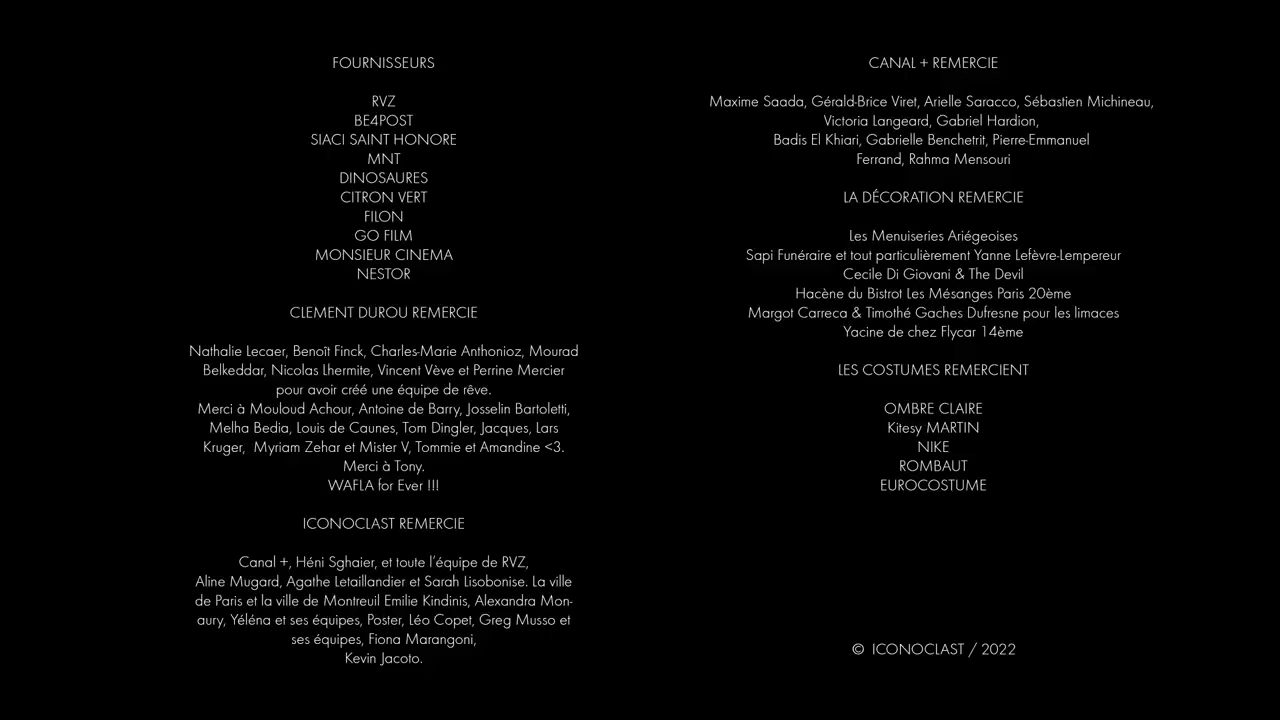 FOURNISSEURS
RVZ
BE4POST
SIACI SAINT HONORE
MNT
DINOSAURES
CITRON VERT
FILON
GO FILM
MONSIEUR CINEMA
NESTOR
CLEMENT DUROU REMERCIE
Nathalie Lecaer, Benoît Finck, Charles-Marie Anthonioz, Mourad
Belkeddar, Nicolas Lhermite, Vincent Vève et Perrine Mercier
pour avoir créé une équipe de rêve.
Merci à Mouloud Achour, Antoine de Barry, Josselin Bartoletti,
Melha Bedia, Louis de Caunes, Tom Dingler, Jacques, Lars
Kruger, Myriam Zehar et Mister V, Tommie et Amandine <3.
Merci à Tony.
WAFLA for Ever !!!
ICONOCLAST REMERCIE
Canal +, Héni Sghaier, et toute l'équipe de RVZ,
Aline Mugard, Agathe Letaillandier et Sarah Lisobonise. La ville
de Paris et la ville de Montreuil Emilie Kindinis, Alexandra Mon-
aury, Yéléna et ses équipes, Poster, Léo Copet, Greg Musso et
ses équipes, Fiona Marangoni,
Kevin Jacoto.
CANAL + REMERCIE
Maxime Saada, Gérald-Brice Viret, Arielle Saracco, Sébastien Michineau,
Victoria Langeard, Gabriel Hardion,
Badis El Khiari, Gabrielle Benchetrit, Pierre-Emmanuel
Ferrand, Rahma Mensouri
LA DÉCORATION REMERCIE
Les Menuiseries Ariégeoises
Sapi Funéraire et tout particulièrement Yanne Lefèvre-Lempereur
Cecile Di Giovani & The Devil
Hacène du Bistrot Les Mésanges Paris 20ème
Margot Carreca & Timothé Gaches Dufresne pour les limaces
Yacine de chez Flycar 14ème
LES COSTUMES REMERCIENT
OMBRE CLAIRE
Kitesy MARTIN
NIKE
ROMBAUT
EUROCOSTUME
© ICONOCLAST / 2022